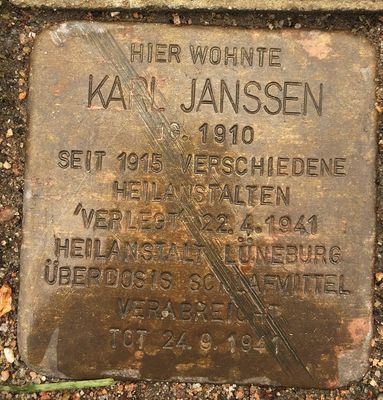 HIER WOHNTE
KARL JANSSEN
JG. 1910
SEIT 1915 VERSCHIEDENE
HEILANSTALTEN
'VERLEGT' 22.4.1941
HEILANSTALT LÜNEBURG
ÜBERDOSIS SCHLAFMITTEL
VERABREICHT
TOT 24.9.1941